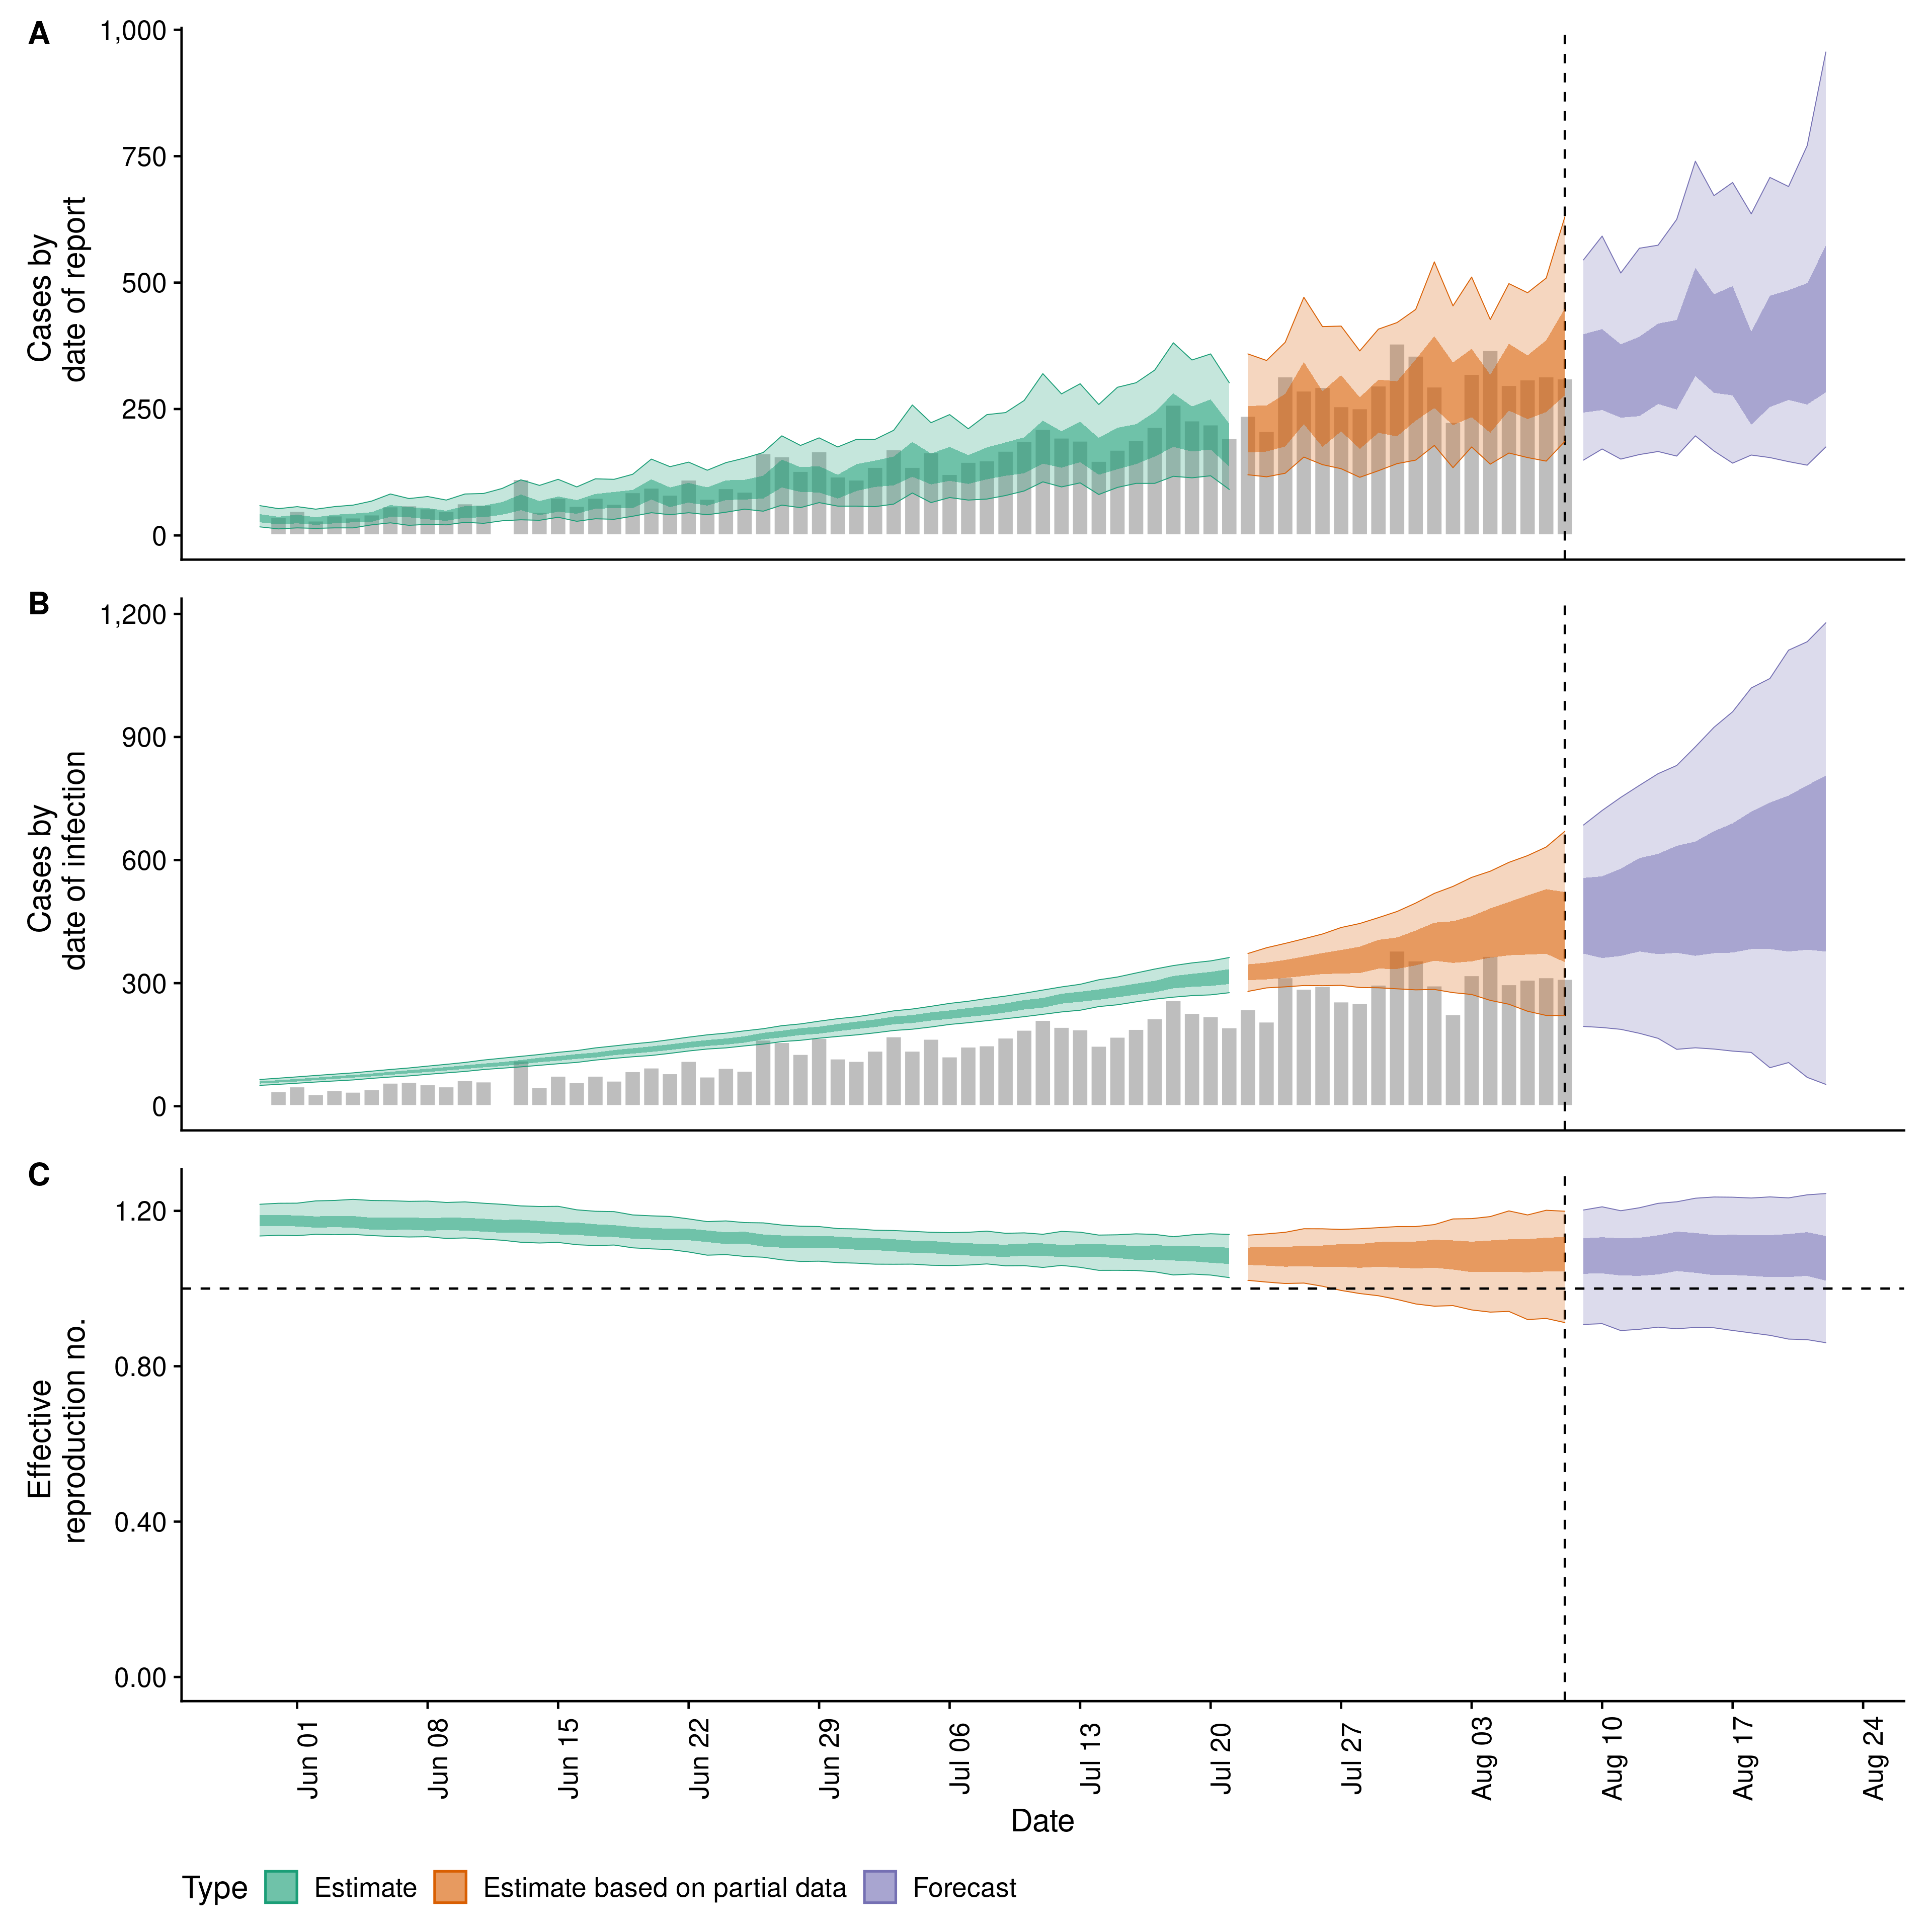 A
1,000
750
500
250
0
Cases by
date of report
B
1,200
900
600
300
0
Cases by
date of infection
C
1.20
0.80
0.40
0.00
Effective
reproduction no.
Jun 01
Jun 08
Jun 15
Jun 22
Jun 29
Jul 06
Jul 13
Jul 20
Jul 27
Aug 03
Aug 10
Aug 17
Aug 24
Date
Type Estimate Estimate based on partial data Forecast